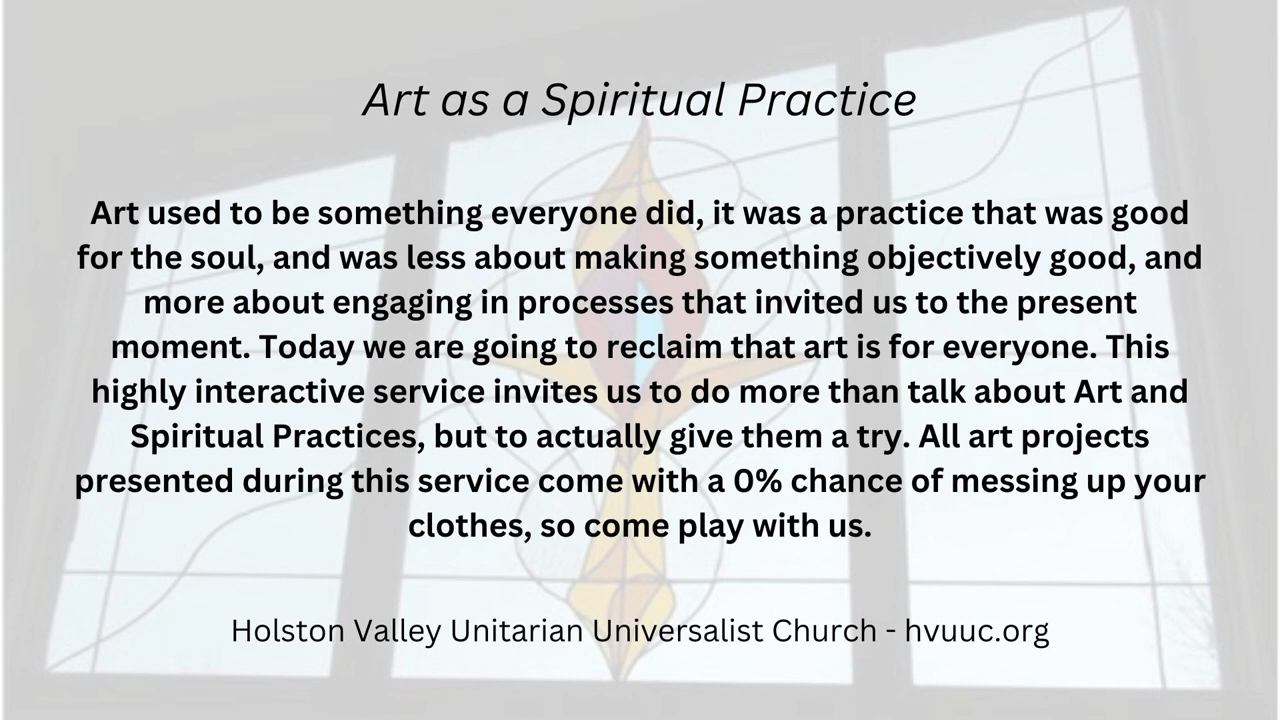 Art as a Spiritual Practice
Art used to be something everyone did, it was a practice that was good
for the soul, and was less about making something objectively good, and
more about engaging in processes that invited us to the present
moment. Today we are going to reclaim that art is for everyone. This
highly interactive service invites us to do more than talk about Art and
Spiritual Practices, but to actually give them a try. All art projects
presented during this service come with a 0% chance of messing up your
clothes, so come play with us.
Holston Valley Unitarian Universalist Church - hvuuc.org